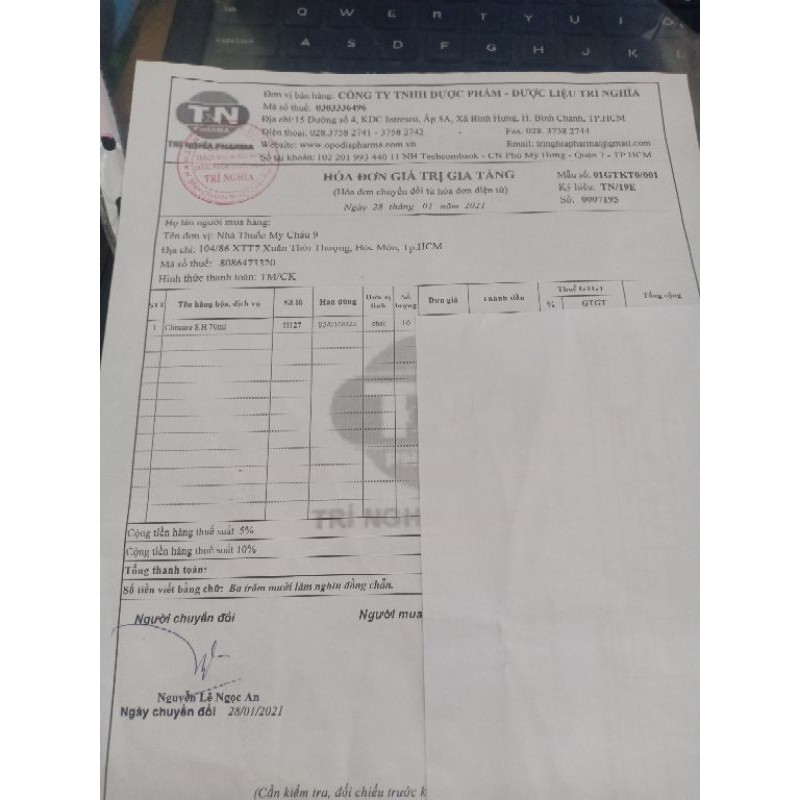 Q W E R T Y U I
A S D F G H J K L
Đơn vị bán hàng: CÔNG TY TNHH DƯỢC PHẨM - DƯỢC LIỆU TRÍ NGHĨA
Mã số thuế: 0303336496
Địa chỉ:15 Đường số 4, KDC Intresco, Ấp 5A, Xã Bình Hưng, H. Bình Chánh, TP.HCM
Điện thoại: 028.3758 2741 - 3758 2742 Fax: 028. 3758 2744
Website: www.opodispharma.com.vn Email: tringhiapharma@gmail.com
Số tài khoản: 102 201 993 440 11 NH Techcombank - CN Phú Mỹ Hưng - Quận 7 - TP HCM
TN
PHARMA
TRÍ NGHĨA PHARMA
TRÍ NGHĨA
HÓA ĐƠN GIÁ TRỊ GIA TĂNG
(Hóa đơn chuyển đổi từ hóa đơn điện tử)
Ngày 28 tháng 01 năm 2021
Mẫu số: 01GTKT0/001
Ký hiệu: TN/19E
Số: 0007195
Họ tên người mua hàng:
Tên đơn vị: Nhà Thuốc Mỹ Châu 9
Địa chỉ: 104/86 XTT7 Xuân Thới Thượng, Hóc Môn, Tp.HCM
Mã số thuế: 8086473370
Hình thức thanh toán: TM/CK
STT Tên hàng hóa, dịch vụ Số lô Hạn dùng Đơn vị tính Số lượng Đơn giá Thành tiền Thuế GTGT Tổng cộng
% GTGT
1 Climare S.H 70ml chai 10
TRÍ NGH
Cộng tiền hàng thuế suất 5%
Cộng tiền hàng thuế suất 10%
Tổng thanh toán:
Số tiền viết bằng chữ: Ba trăm mười lăm nghìn đồng chẵn.
Người chuyển đổi Người mua
Nguyễn Lê Ngọc An
Ngày chuyển đổi 28/01/2021
(Cần kiểm tra, đối chiếu trước k